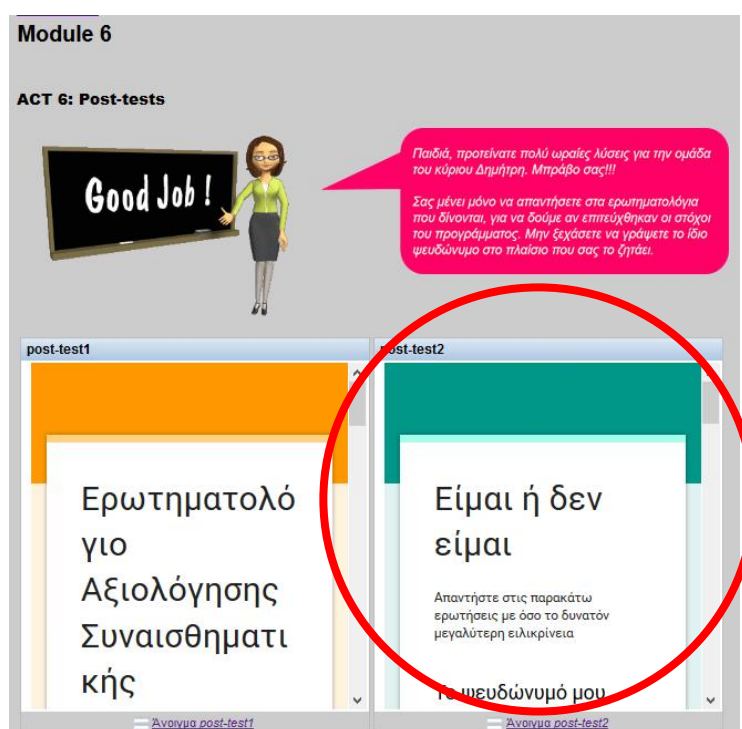 Module 6
ACT 6: Post-tests
Good Job !
Παιδιά, προτείνατε πολύ ωραίες λύσεις για την ομάδα
του κύριου Δημήτρη. Μπράβο σας!!!
Σας μένει μόνο να απαντήσετε στα ερωτηματολόγια
που δίνονται, για να δούμε αν επιτεύχθηκαν οι στόχοι
του προγράμματος. Μην ξεχάσετε να γράψετε το ίδιο
ψευδώνυμο στο πλαίσιο που σας το ζητάει.
post-test1
Ερωτηματολό
γιο
Αξιολόγησης
Συναισθηματι
κής
Άνοιγμα post-test1
post-test2
Είμαι ή δεν
είμαι
Απαντήστε στις παρακάτω
ερωτήσεις με όσο το δυνατόν
μεγαλύτερη ειλικρίνεια
Το ψευδώνυμό μου
Άνοιγμα post-test2